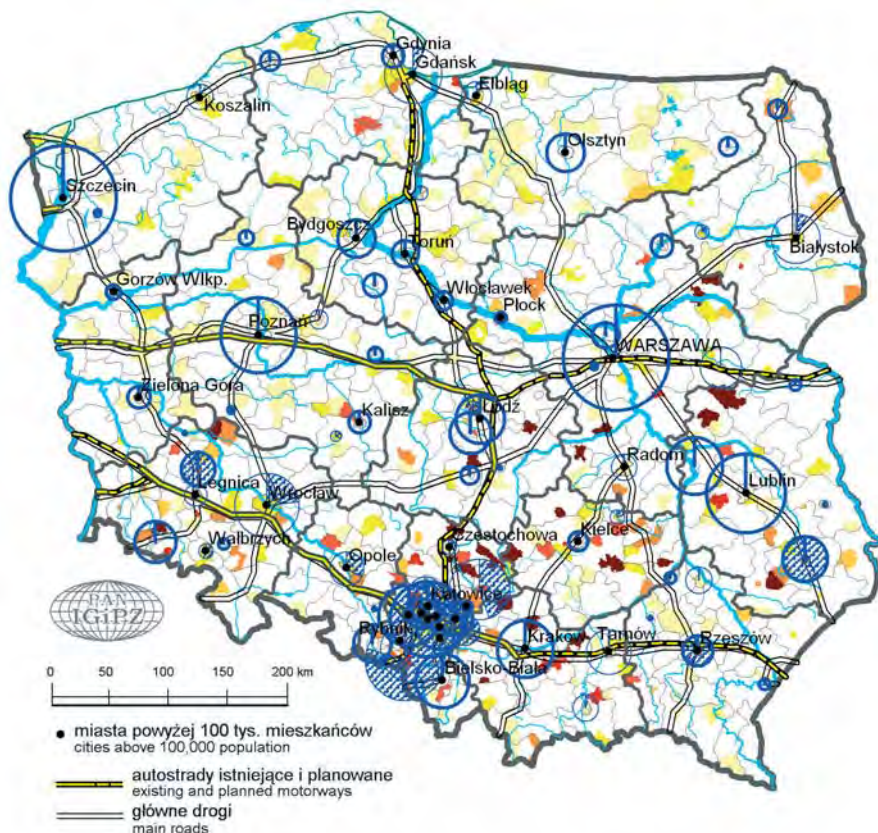 Gdynia
Gdańsk
Elbląg
Koszalin
Olsztyn
Szczecin
Bydgoszcz
Toruń
Białystok
Gorzów Wlkp.
Włocławek
Płock
Poznań
WARSZAWA
Zielona Góra
Kalisz
Łódź
Radom
Lublin
Legnica
Wrocław
Wałbrzych
Opole
Częstochowa
Kielce
Katowice
Rybnik
Kraków
Tarnów
Rzeszów
Bielsko-Biała
PAN
IGiPZ
0 50 100 150 200 km
miasta powyżej 100 tys. mieszkańców
cities above 100,000 population
autostrady istniejące i planowane
existing and planned motorways
główne drogi
main roads